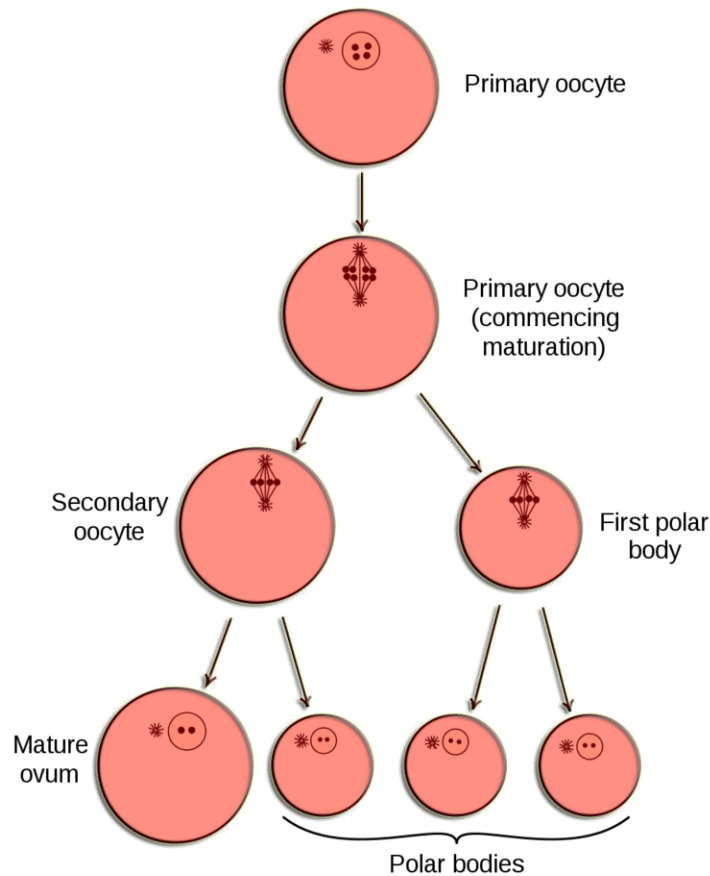 Primary oocyte
Primary oocyte
(commencing
maturation)
Secondary
oocyte
First polar
body
Mature
ovum
Polar bodies